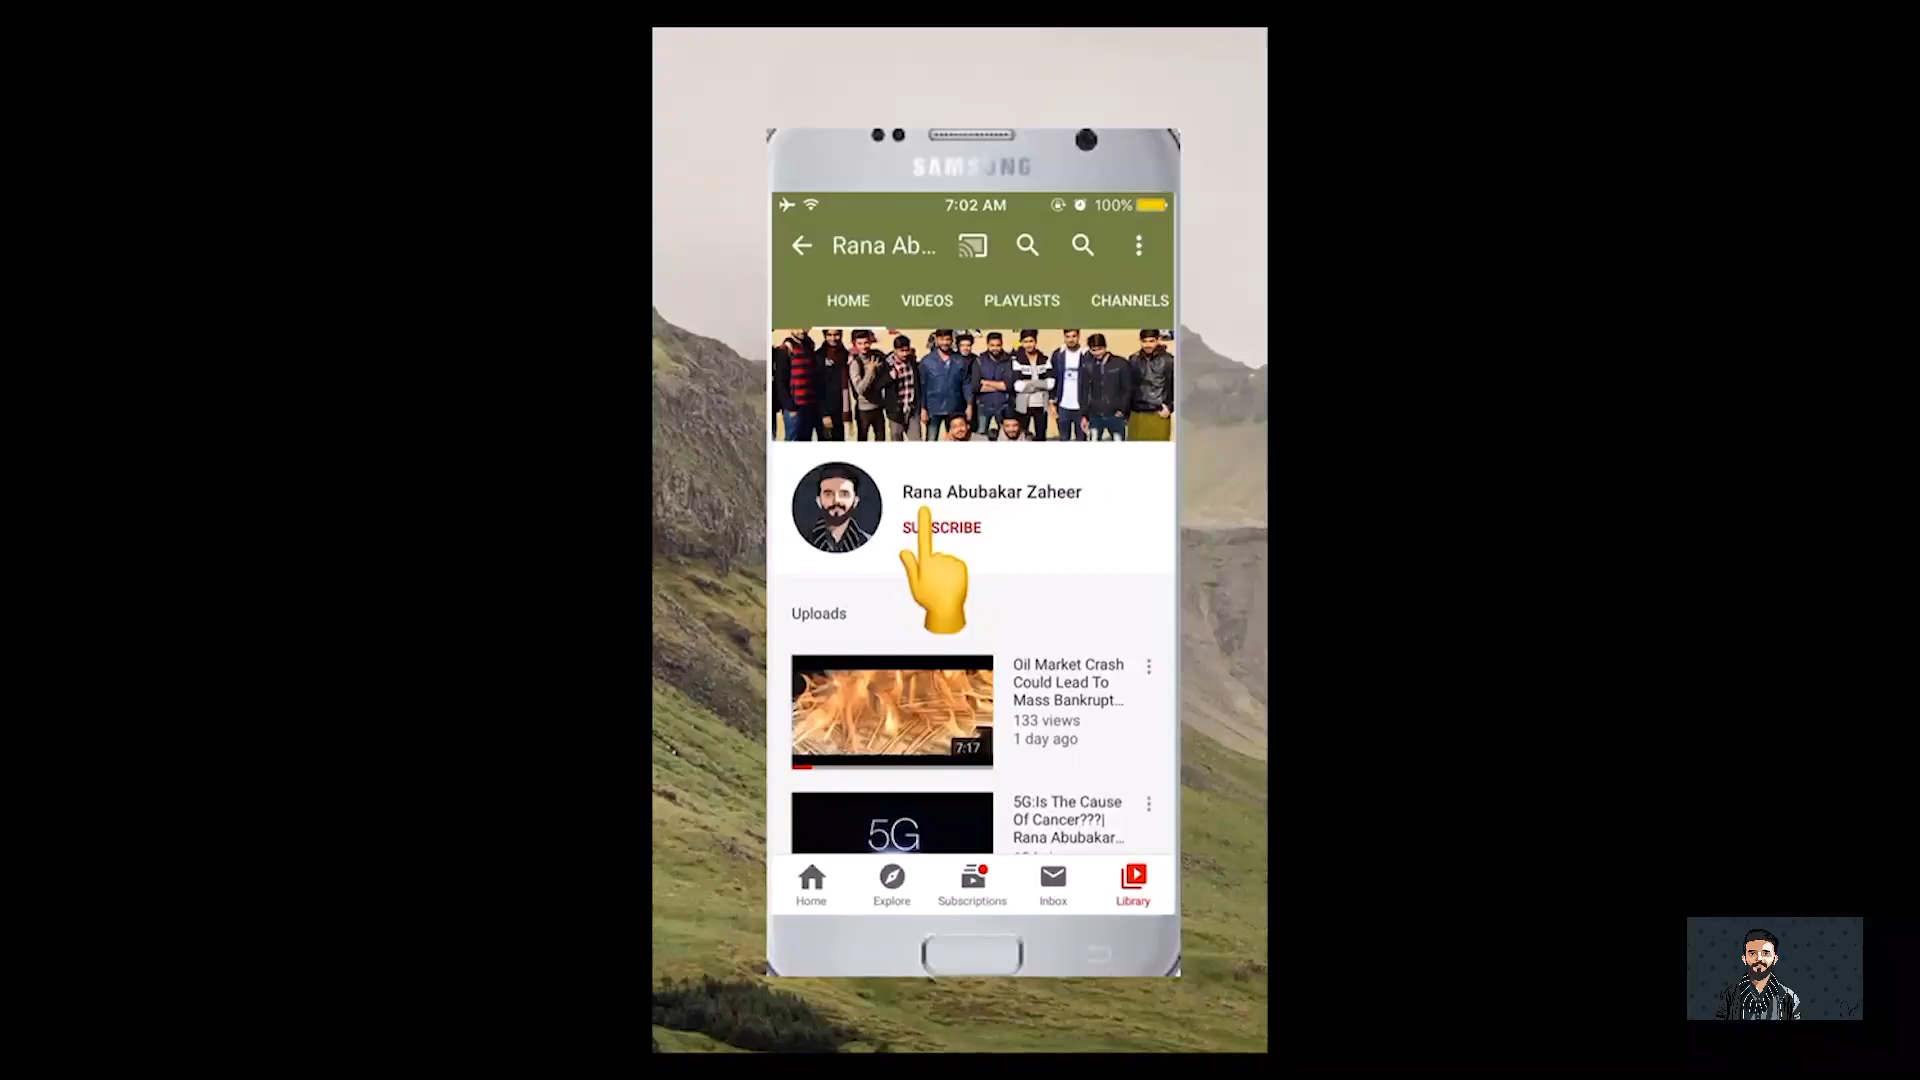 SAMSUNG
7:02 AM
100%
Rana Ab...
HOME VIDEOS PLAYLISTS CHANNELS
Rana Abubakar Zaheer
SUBSCRIBE
Uploads
Oil Market Crash
Could Lead To
Mass Bankrupt...
133 views
1 day ago
7:17
5G:Is The Cause
Of Cancer???|
Rana Abubakar...
5G
Home Explore Subscriptions Inbox Library